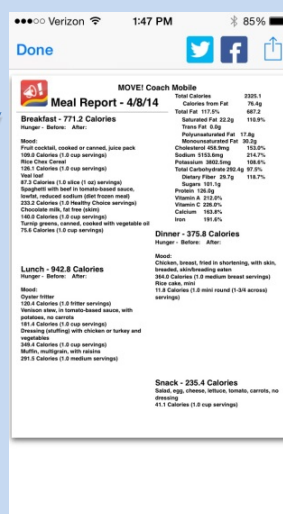 Verizon 1:47 PM 85%
Done
MOVE! Coach Mobile
Meal Report - 4/8/14
Breakfast - 771.2 Calories
Hunger - Before: After:
Mood:
Fruit cocktail, cooked or canned, juice pack
109.0 Calories (1.0 cup servings)
Rice Chex Cereal
126.1 Calories (1.0 cup servings)
Veal loaf
87.3 Calories (1.0 slice (1 oz) servings)
Spaghetti with beef in tomato-based sauce,
lowfat, reduced sodium (diet frozen meal)
233.2 Calories (1.0 Healthy Choice servings)
Chocolate milk, fat free (skim)
140.0 Calories (1.0 cup servings)
Turnip greens, canned, cooked with vegetable oil
75.6 Calories (1.0 cup servings)
Lunch - 942.8 Calories
Hunger - Before: After:
Mood:
Oyster fritter
120.4 Calories (1.0 fritter servings)
Venison stew, in tomato-based sauce, with
potatoes, no carrots
181.4 Calories (1.0 cup servings)
Dressing (stuffing) with chicken or turkey and
vegetables
349.4 Calories (1.0 cup servings)
Muffin, multigrain, with raisins
291.5 Calories (1.0 medium servings)
Total Calories 2325.1
Calories from Fat 76.4g
Total Fat 117.5% 687.2
Saturated Fat 22.2g 110.9%
Trans Fat 0.0g
Polyunsaturated Fat 17.8g
Monounsaturated Fat 30.2g
Cholesterol 458.9mg 153.0%
Sodium 5153.6mg 214.7%
Potassium 3802.5mg 108.6%
Total Carbohydrate 292.4g 97.5%
Dietary Fiber 29.7g 118.7%
Sugars 101.1g
Protein 126.0g
Vitamin A 212.0%
Vitamin C 226.0%
Calcium 163.8%
Iron 191.6%
Dinner - 375.8 Calories
Hunger - Before: After:
Mood:
Chicken, breast, fried in shortening, with skin,
breaded, skin/breading eaten
364.0 Calories (1.0 medium breast servings)
Rice cake, mini
11.8 Calories (1.0 mini round (1-3/4 across)
servings)
Snack - 235.4 Calories
Salad, egg, cheese, lettuce, tomato, carrots, no
dressing
41.1 Calories (1.0 cup servings)